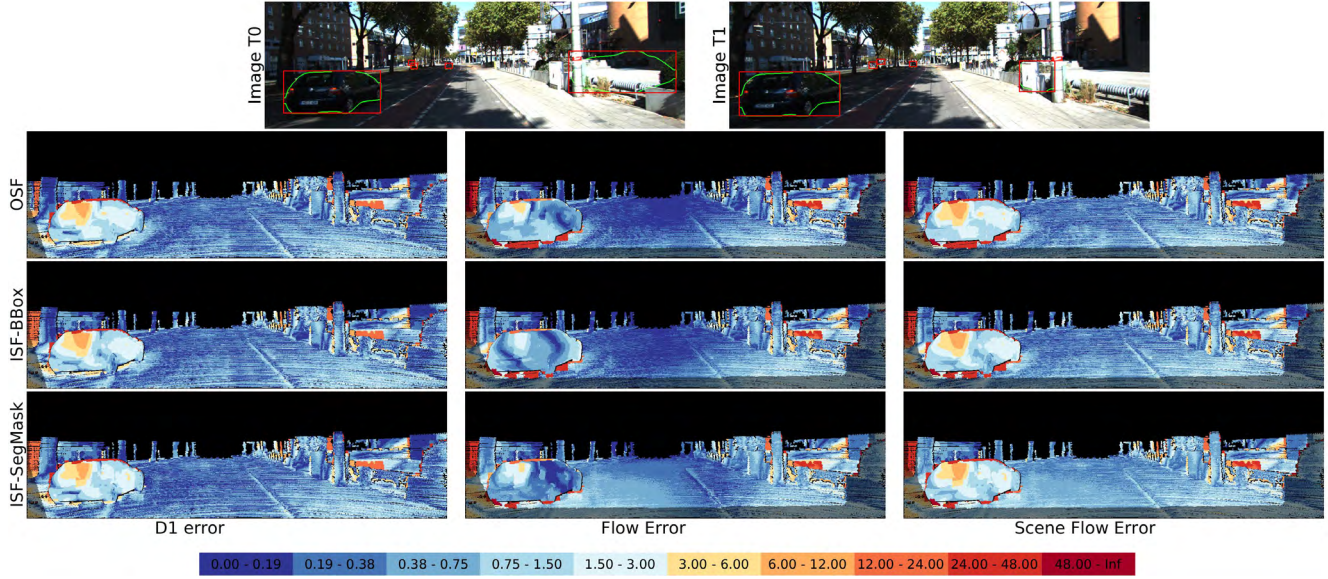 Image T0
Image T1
OSF
ISF-BBox
ISF-SegMask
D1 error
Flow Error
Scene Flow Error
0.00 - 0.19 0.19 - 0.38 0.38 - 0.75 0.75 - 1.50 1.50 - 3.00 3.00 - 6.00 6.00 - 12.00 12.00 - 24.00 24.00 - 48.00 48.00 - Inf